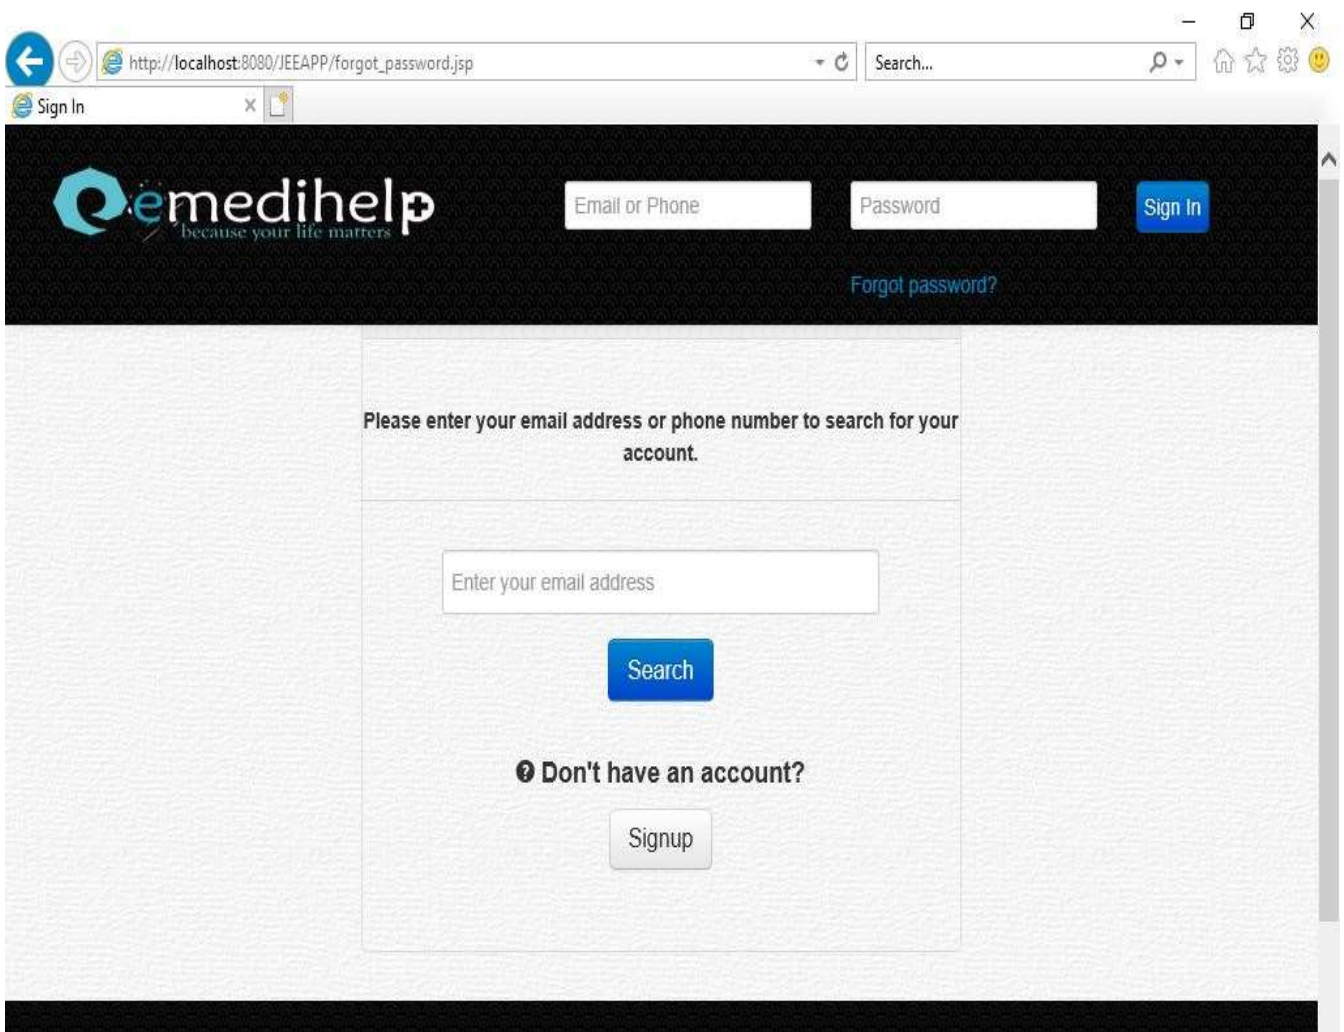 http://localhost:8080/JEEAPP/forgot_password.jsp
Search...
Sign In
emedihelp
because your life matters
Email or Phone
Password
Sign In
Forgot password?
Please enter your email address or phone number to search for your
account.
Enter your email address
Search
Don't have an account?
Signup